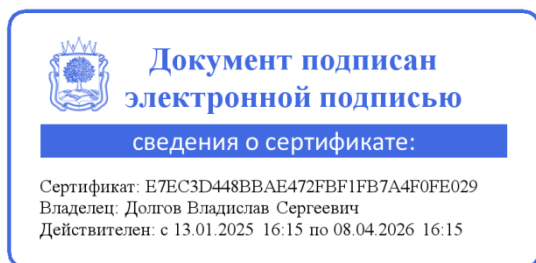 Документ подписан
электронной подписью
сведения о сертификате:
Сертификат: E7EC3D448BBAE472FBF1FB7A4F0FE029
Владелец: Долгов Владислав Сергеевич
Действителен: с 13.01.2025 16:15 по 08.04.2026 16:15